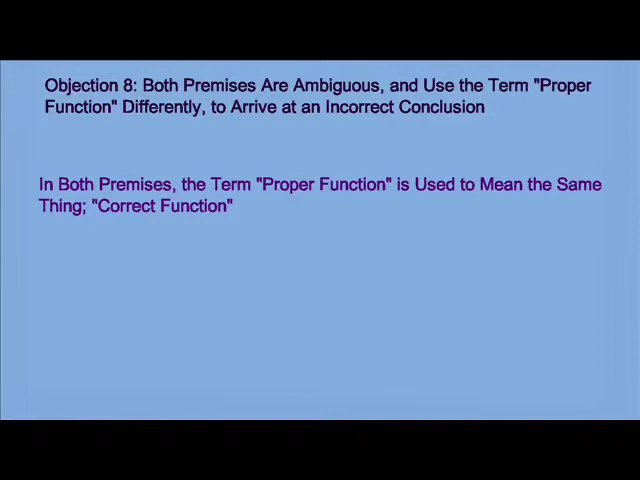 Objection 8: Both Premises Are Ambiguous, and Use the Term "Proper
Function" Differently, to Arrive at an Incorrect Conclusion
In Both Premises, the Term "Proper Function" is Used to Mean the Same
Thing; "Correct Function"